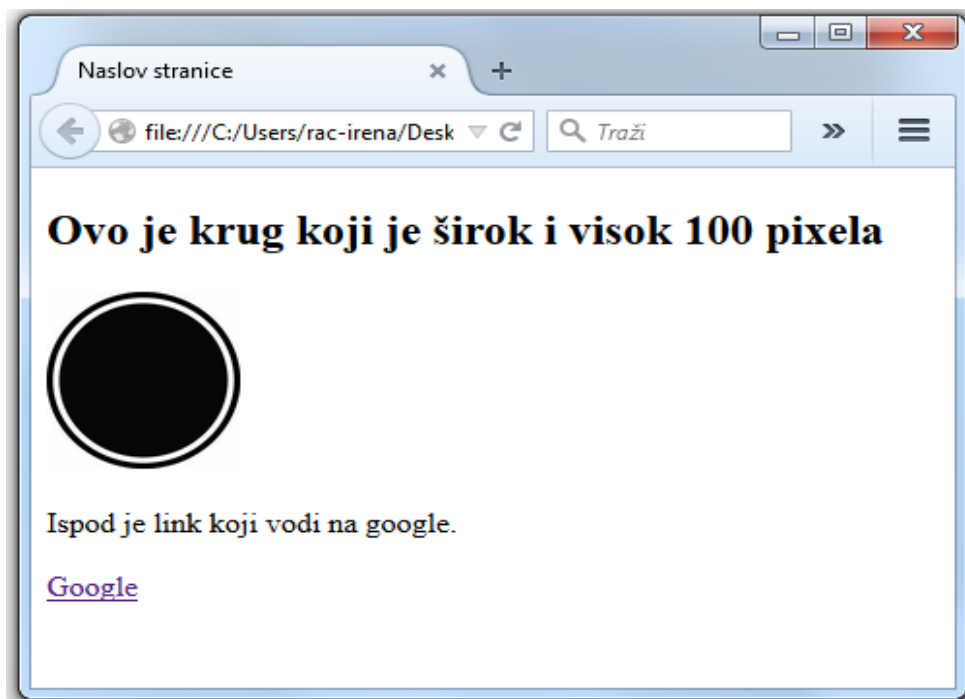 Naslov stranice
file:///C:/Users/rac-irena/Desk
Traži
Ovo je krug koji je širok i visok 100 pixela
Ispod je link koji vodi na google.
Google